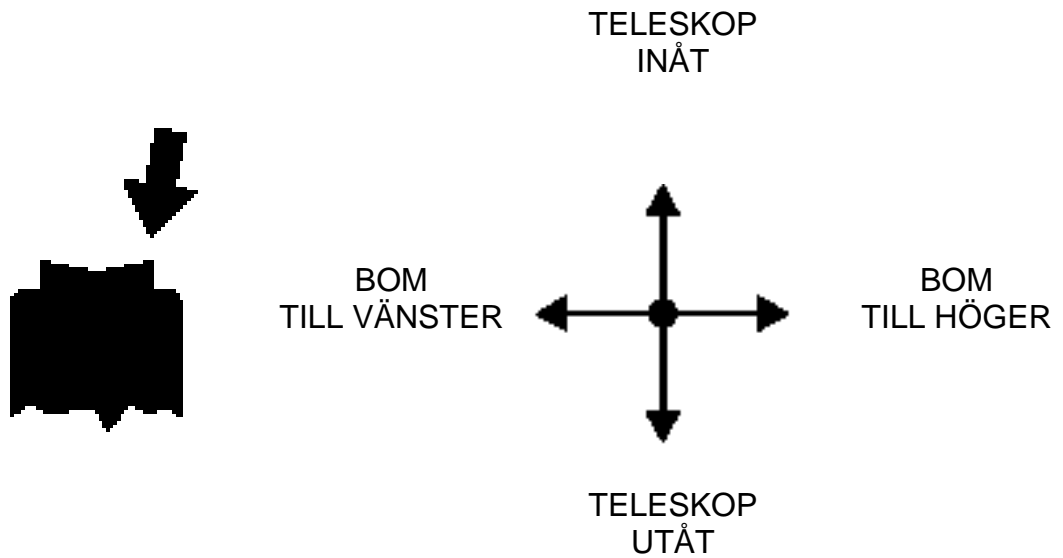 TELESKOP
INÅT
BOM
TILL VÄNSTER
BOM
TILL HÖGER
TELESKOP
UTÅT